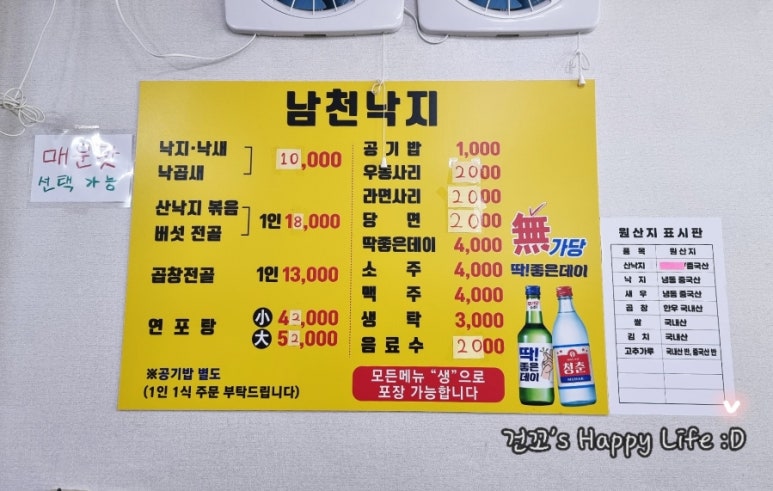 남천낙지
매운맛
선택 가능
낙지·낙새
낙곱새
10,000
산낙지 볶음
버섯 전골
1인 18,000
곱창전골 1인 13,000
연포탕
小 42,000
大 52,000
※공기밥 별도
(1인 1식 주문 부탁드립니다)
공기밥 1,000
우동사리 2000
라면사리 2000
당면 2000
딱좋은데이 4,000
소주 4,000
맥주 4,000
생탁 3,000
음료수 2000
모든메뉴 "생"으로
포장 가능합니다
無가당
딱!좋은데이
딱!
좋은
데이
청춘
원산지 표시판
품목 원산지
산낙지 /중국산
낙지 냉동 중국산
새우 냉동 중국산
곱창 한우 국내산
쌀 국내산
김치 국내산
고추가루 국내산 반, 중국산 반
건꼬's Happy Life :D